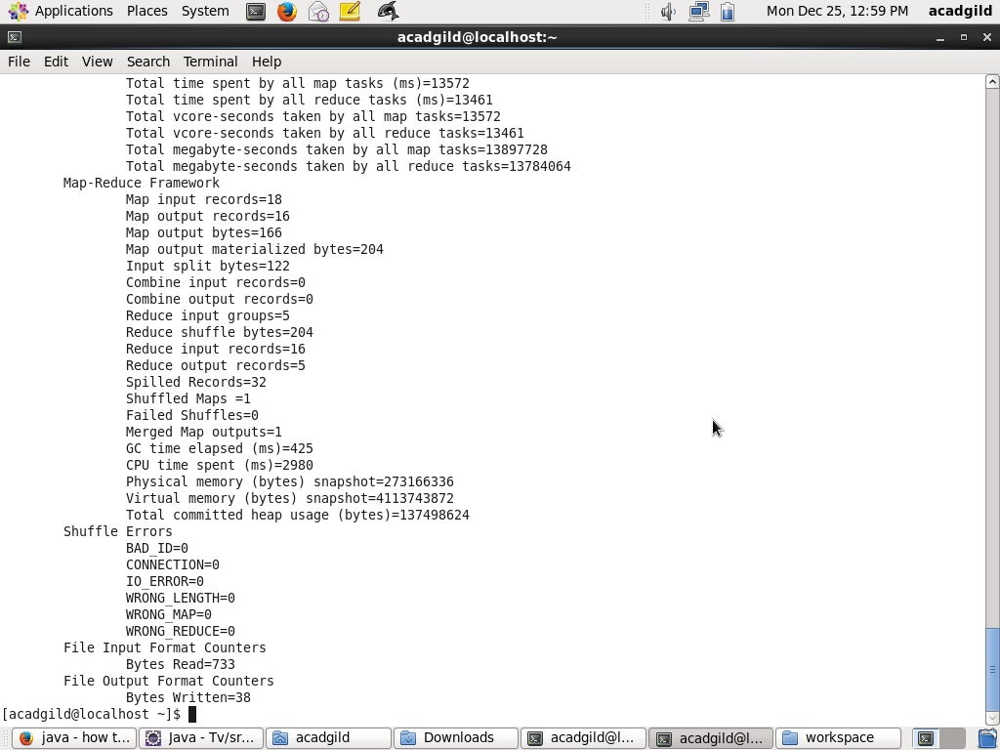 Applications Places System Mon Dec 25, 12:59 PM acadgild
acadgild@localhost:~
File Edit View Search Terminal Help
Total time spent by all map tasks (ms)=13572
Total time spent by all reduce tasks (ms)=13461
Total vcore-seconds taken by all map tasks=13572
Total vcore-seconds taken by all reduce tasks=13461
Total megabyte-seconds taken by all map tasks=13897728
Total megabyte-seconds taken by all reduce tasks=13784064
Map-Reduce Framework
Map input records=18
Map output records=16
Map output bytes=166
Map output materialized bytes=204
Input split bytes=122
Combine input records=0
Combine output records=0
Reduce input groups=5
Reduce shuffle bytes=204
Reduce input records=16
Reduce output records=5
Spilled Records=32
Shuffled Maps =1
Failed Shuffles=0
Merged Map outputs=1
GC time elapsed (ms)=425
CPU time spent (ms)=2980
Physical memory (bytes) snapshot=273166336
Virtual memory (bytes) snapshot=4113743872
Total committed heap usage (bytes)=137498624
Shuffle Errors
BAD_ID=0
CONNECTION=0
IO_ERROR=0
WRONG_LENGTH=0
WRONG_MAP=0
WRONG_REDUCE=0
File Input Format Counters
Bytes Read=733
File Output Format Counters
Bytes Written=38
[acadgild@localhost ~]$
java - how t... Java - Tv/sr... acadgild Downloads acadgild@l... acadgild@l... workspace